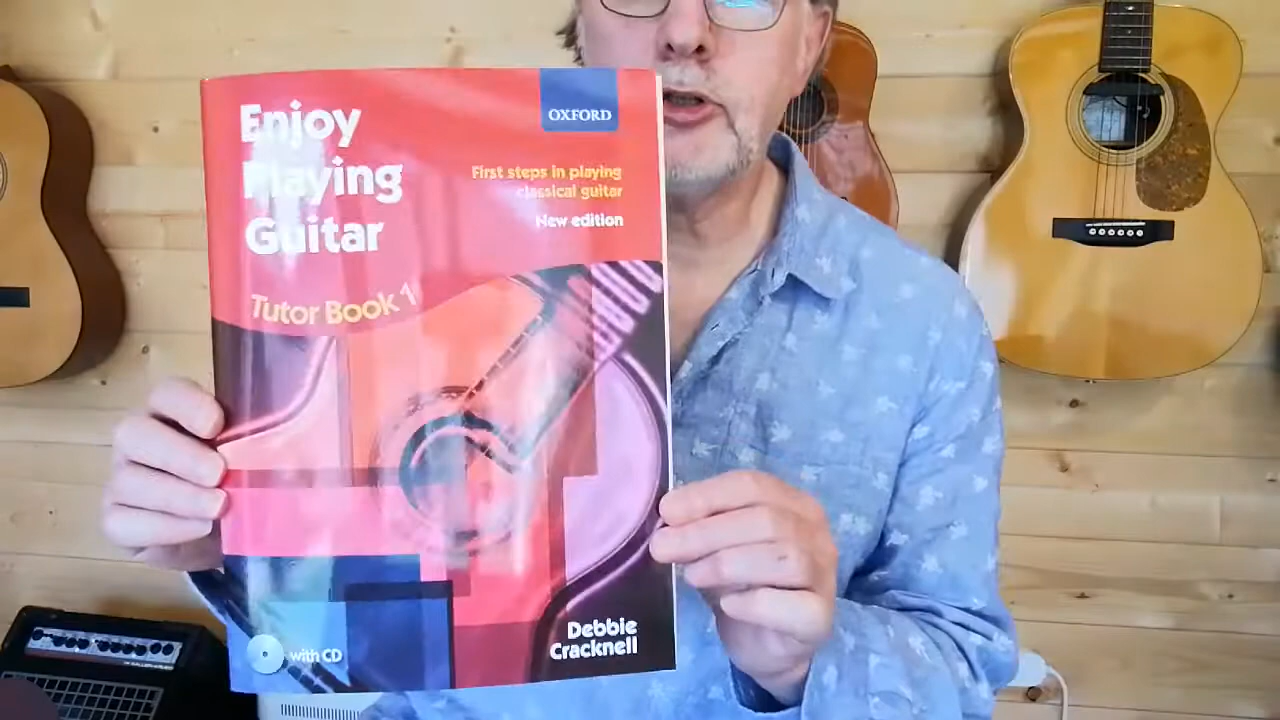 Enjoy
Playing
Guitar
OXFORD
First steps in playing
classical guitar
New edition
Tutor Book 1
Debbie
Cracknell
with CD